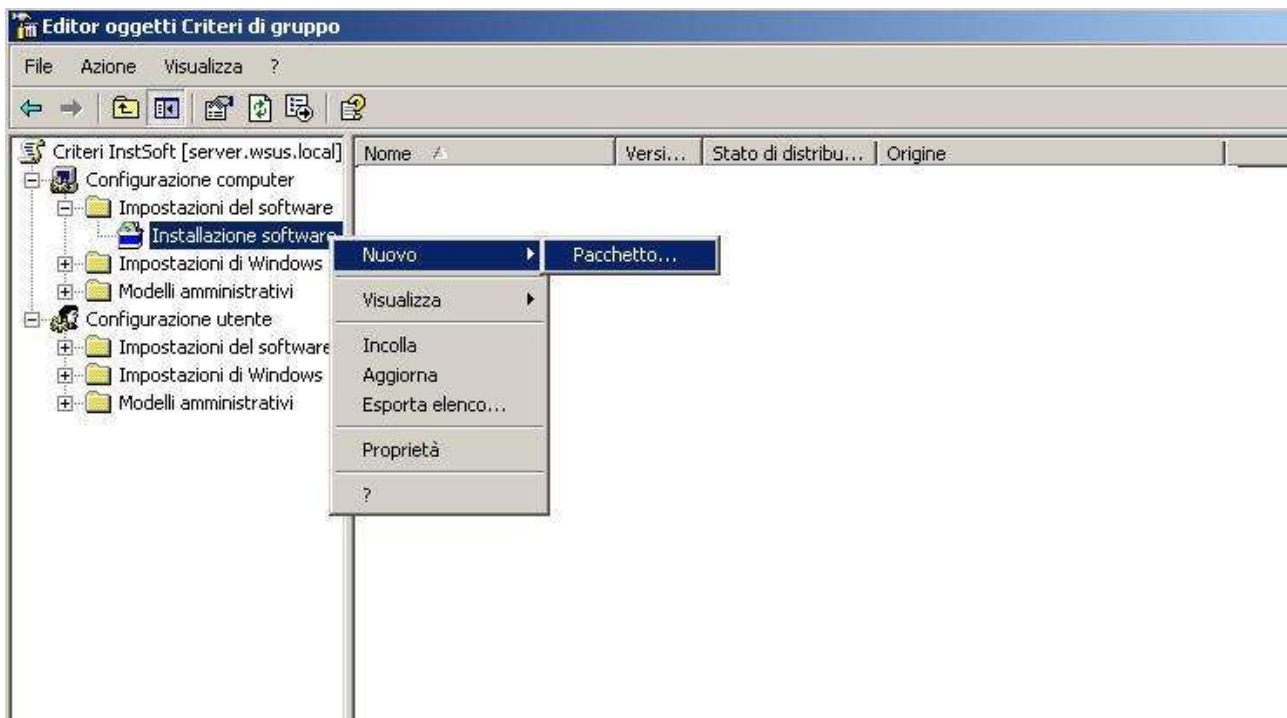 Editor oggetti Criteri di gruppo
File Azione Visualizza ?
Criteri InstSoft [server.wsus.local]
Configurazione computer
Impostazioni del software
Installazione software
Impostazioni di Windows
Modelli amministrativi
Configurazione utente
Impostazioni del software
Impostazioni di Windows
Modelli amministrativi
Nome Versi... Stato di distribu... Origine
Nuovo
Visualizza
Incolla
Aggiorna
Esporta elenco...
Proprietà
?
Pacchetto...